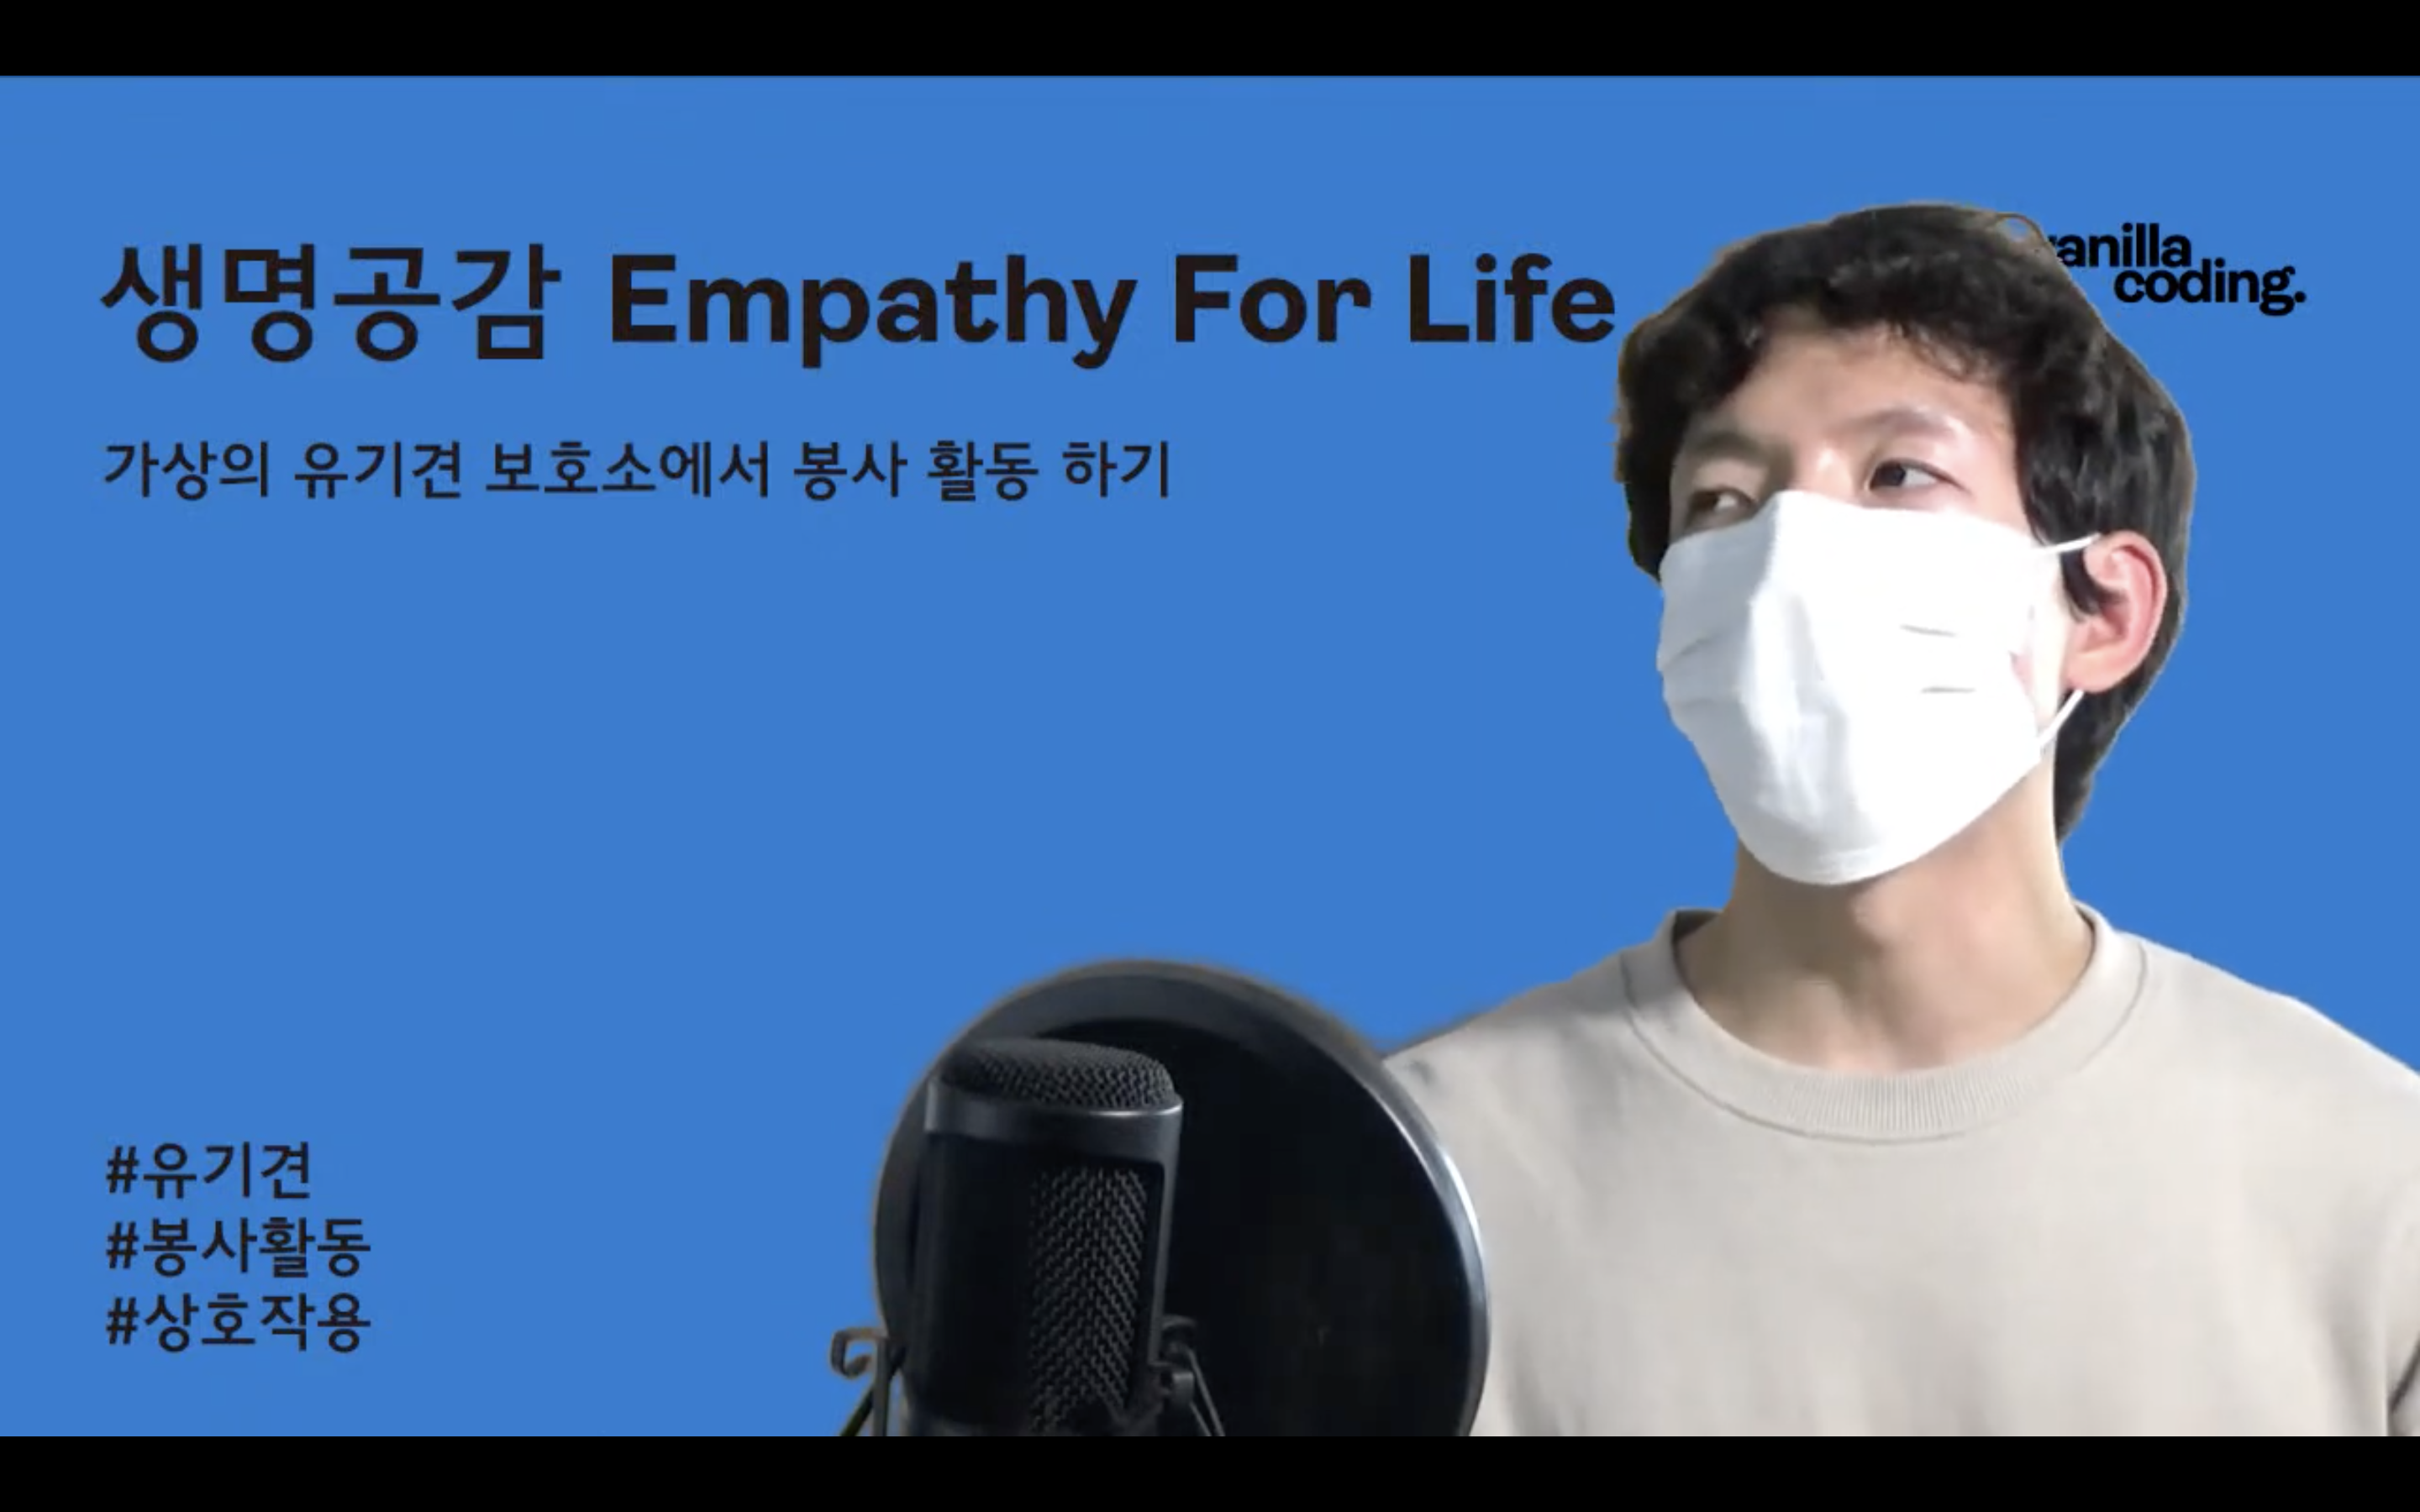 생명공감 Empathy For Life
anilla
coding.
가상의 유기견 보호소에서 봉사 활동 하기
#유기견
#봉사활동
#상호작용